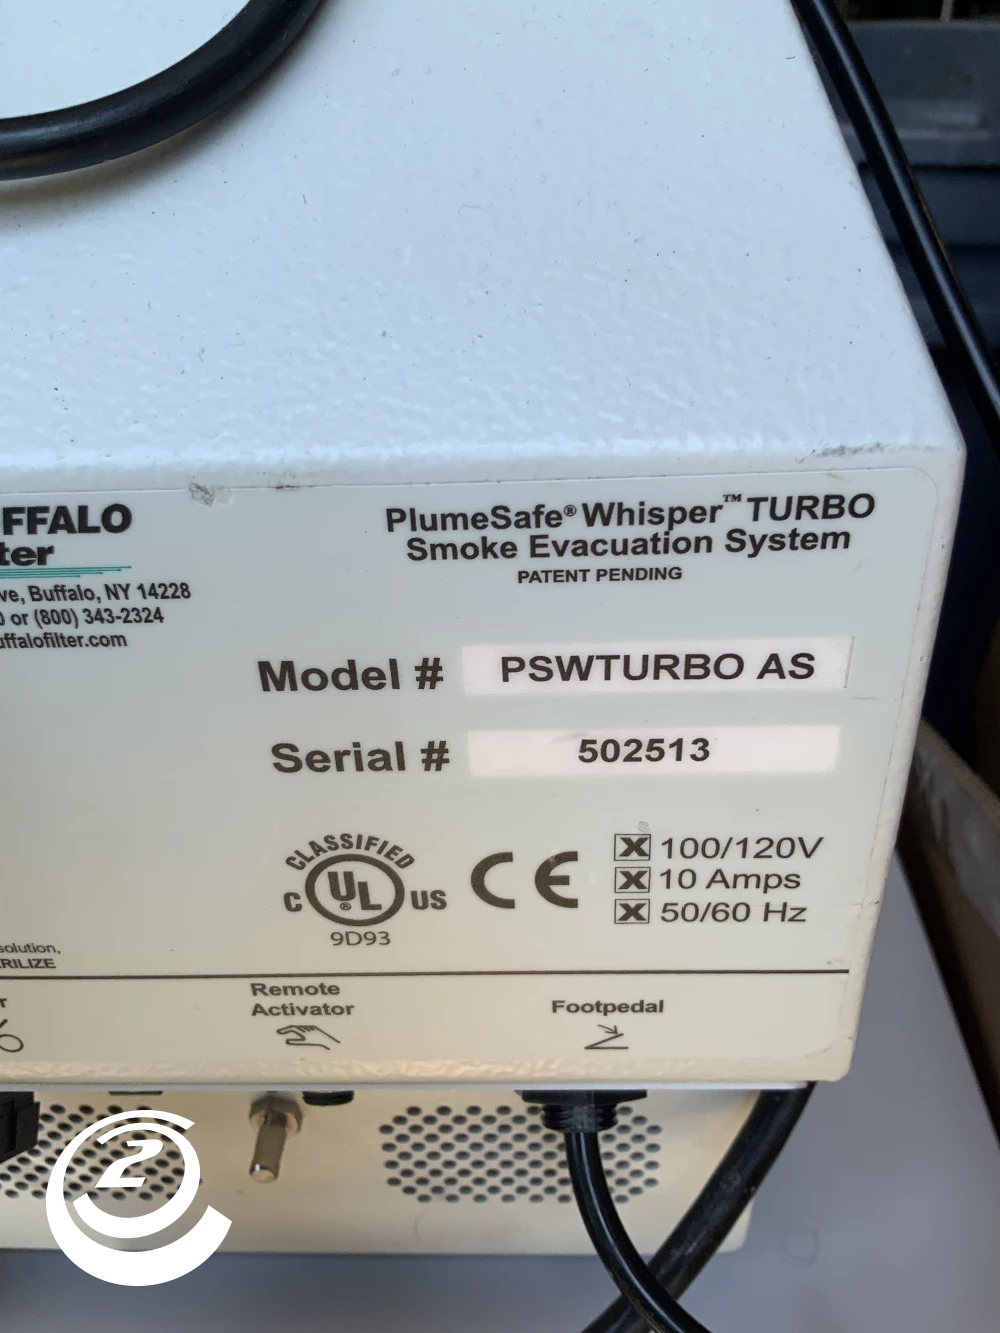 PlumeSafe® Whisper™ TURBO
Smoke Evacuation System
PATENT PENDING
FFALO
ter
ve, Buffalo, NY 14228
0 or (800) 343-2324
uffalofilter.com
Model # PSWTURBO AS
Serial # 502513
CLASSIFIED
C UL® US
CE
9D93
X 100/120V
X 10 Amps
X 50/60 Hz
solution,
RILIZE
r
Remote
Activator
Footpedal
2